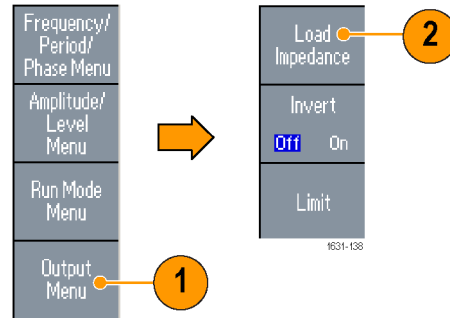 Frequency/
Period/
Phase Menu
Amplitude/
Level
Menu
Run Mode
Menu
Output
Menu
1
Load
Impedance
2
Invert
Off On
Limit
1631-138